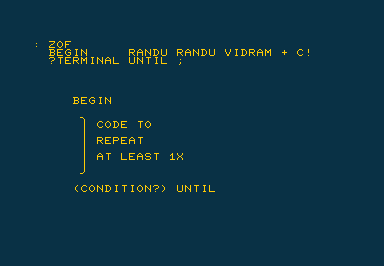 : ZOF
BEGIN RANDU RANDU VIDRAM + C!
?TERMINAL UNTIL ;
BEGIN
CODE TO
REPEAT
AT LEAST 1X
(CONDITION?) UNTIL